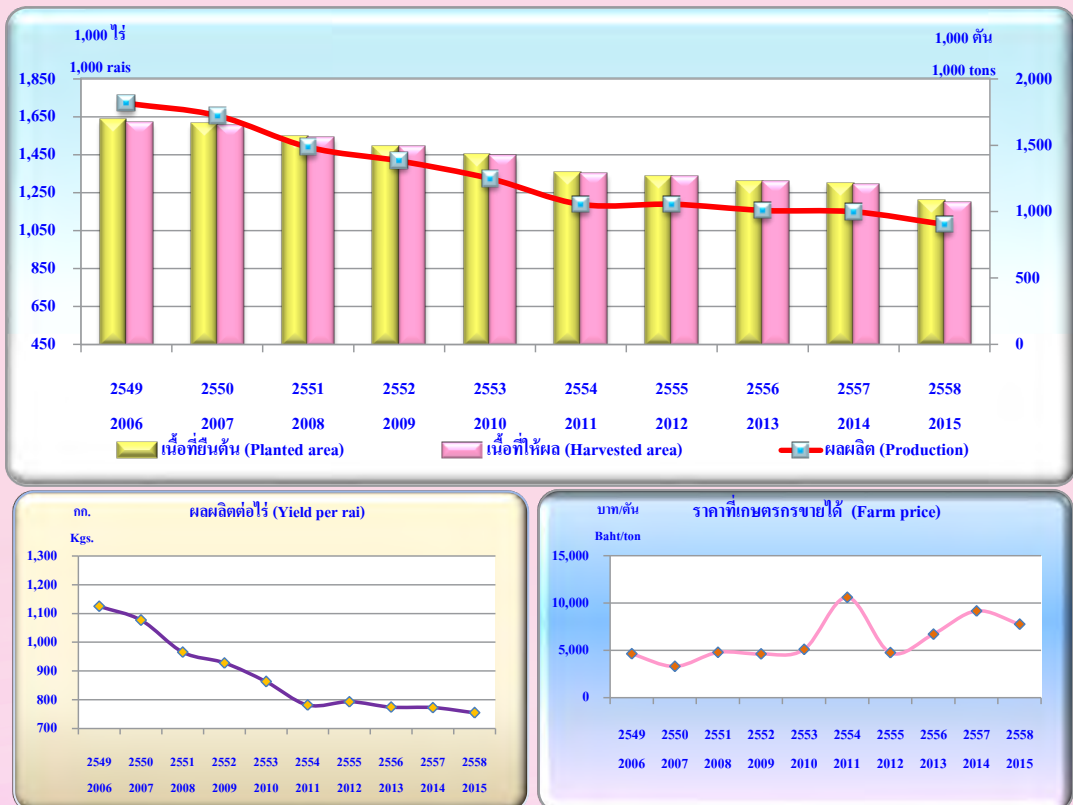 1,000 ไร่ 1,000 ตัน
1,000 rais 1,000 tons
1,850 2,000
1,650
1,450 1,500
1,250
1,050 1,000
850
650 500
450 0
2549 2550 2551 2552 2553 2554 2555 2556 2557 2558
2006 2007 2008 2009 2010 2011 2012 2013 2014 2015
เนื้อที่ยืนต้น (Planted area) เนื้อที่ให้ผล (Harvested area) ผลผลิต (Production)
กก. ผลผลิตต่อไร่ (Yield per rai)
Kgs.
1,300
1,200
1,100
1,000
900
800
700
2549 2550 2551 2552 2553 2554 2555 2556 2557 2558
2006 2007 2008 2009 2010 2011 2012 2013 2014 2015
บาท/ตัน ราคาที่เกษตรกรขายได้ (Farm price)
Baht/ton
15,000
10,000
5,000
0
2549 2550 2551 2552 2553 2554 2555 2556 2557 2558
2006 2007 2008 2009 2010 2011 2012 2013 2014 2015